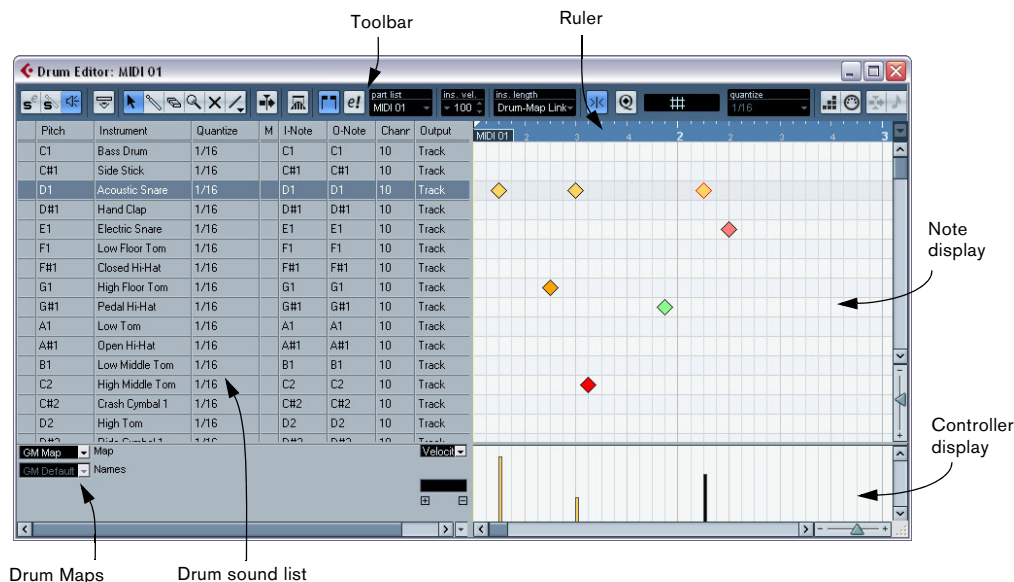 Toolbar
Ruler
Drum Editor: MIDI 01
part list
MIDI 01
ins. vel.
100
ins. length
Drum-Map Link
quantize
1/16
Pitch Instrument Quantize M I-Note O-Note Chanr Output
MIDI 01 2 3 4 2 2 3 4 3
C1 Bass Drum 1/16 C1 C1 10 Track
C#1 Side Stick 1/16 C#1 C#1 10 Track
D1 Acoustic Snare 1/16 D1 D1 10 Track
D#1 Hand Clap 1/16 D#1 D#1 10 Track
E1 Electric Snare 1/16 E1 E1 10 Track
F1 Low Floor Tom 1/16 F1 F1 10 Track
F#1 Closed Hi-Hat 1/16 F#1 F#1 10 Track
G1 High Floor Tom 1/16 G1 G1 10 Track
G#1 Pedal Hi-Hat 1/16 G#1 G#1 10 Track
A1 Low Tom 1/16 A1 A1 10 Track
A#1 Open Hi-Hat 1/16 A#1 A#1 10 Track
B1 Low Middle Tom 1/16 B1 B1 10 Track
C2 High Middle Tom 1/16 C2 C2 10 Track
C#2 Crash Cymbal 1 1/16 C#2 C#2 10 Track
D2 High Tom 1/16 D2 D2 10 Track
D#2 Ride Cymbal 1 1/16 D#2 D#2 10 Track
Note
display
GM Map Map
Velocit
GM Default Names
Controller
display
Drum Maps
Drum sound list